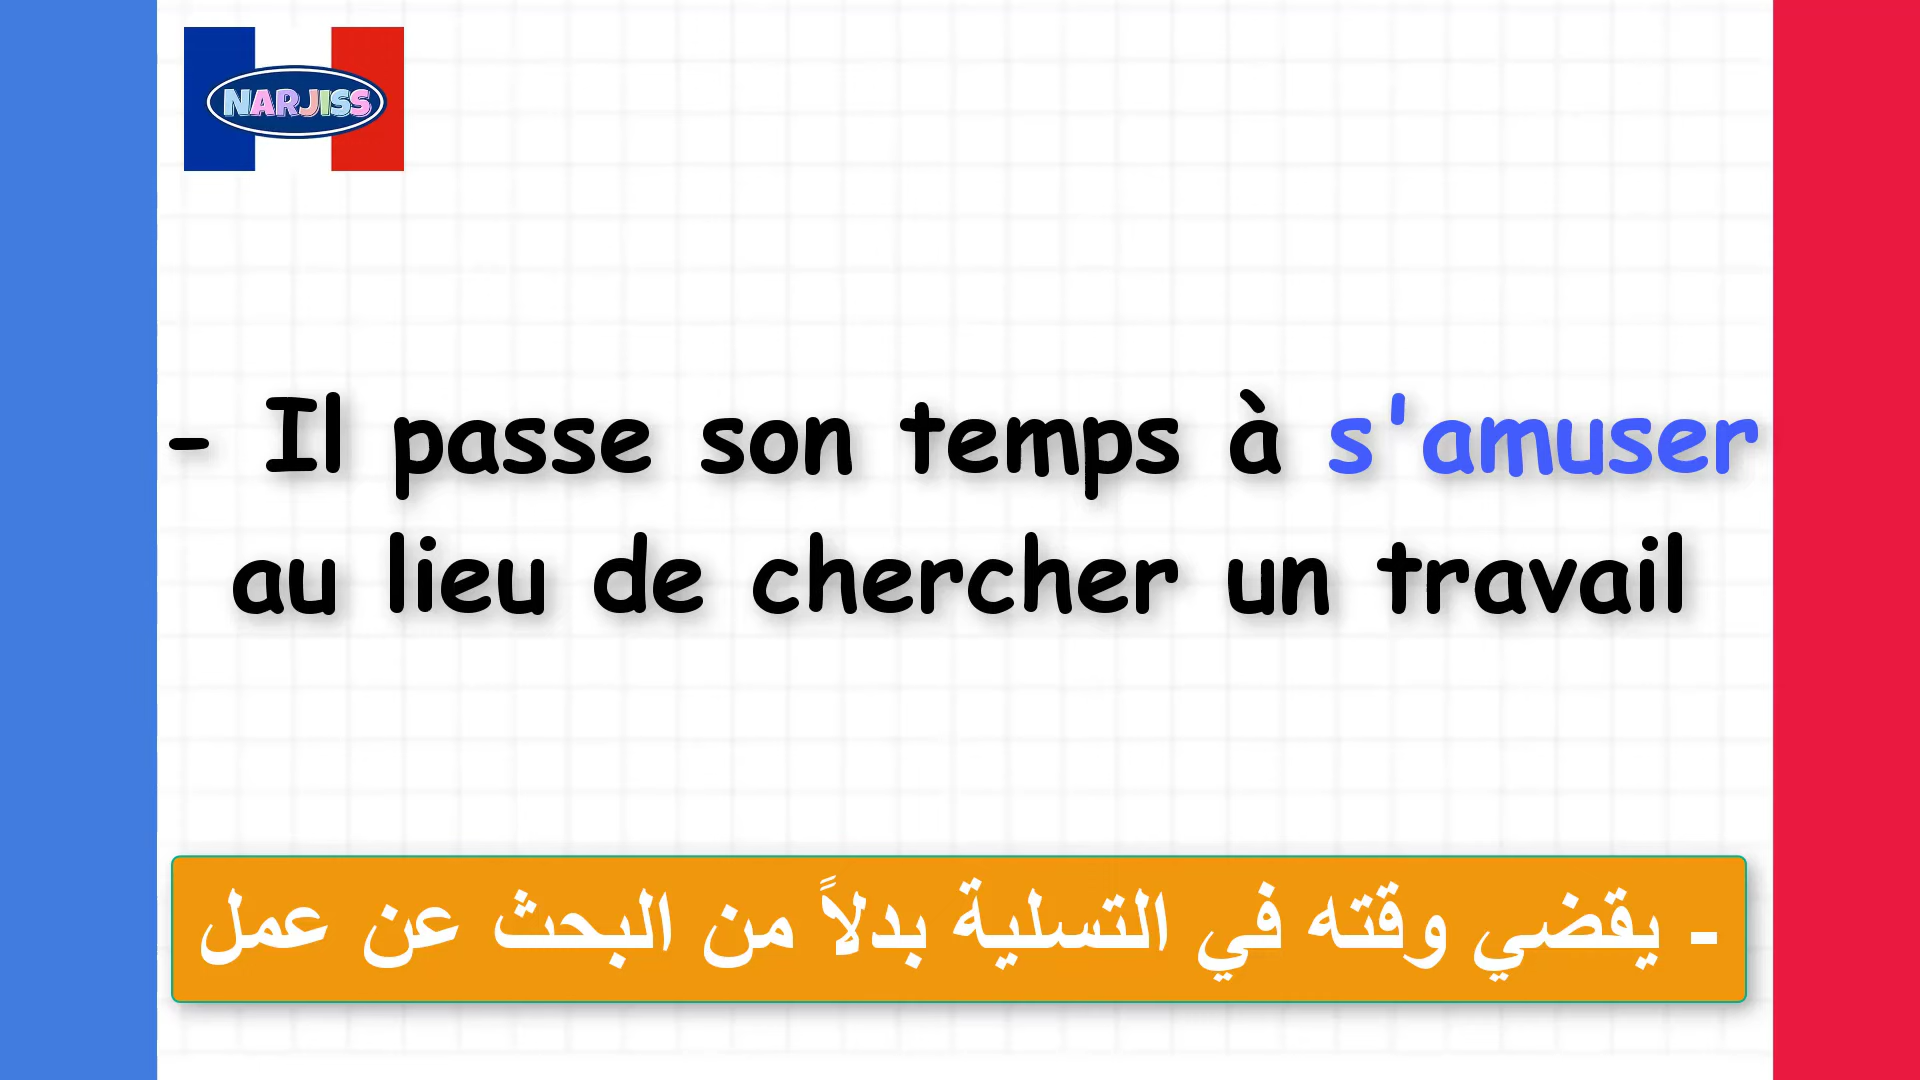 NARJISS
- Il passe son temps à s'amuser
au lieu de chercher un travail
- يقضي وقته في التسلية بدلاً من البحث عن عمل